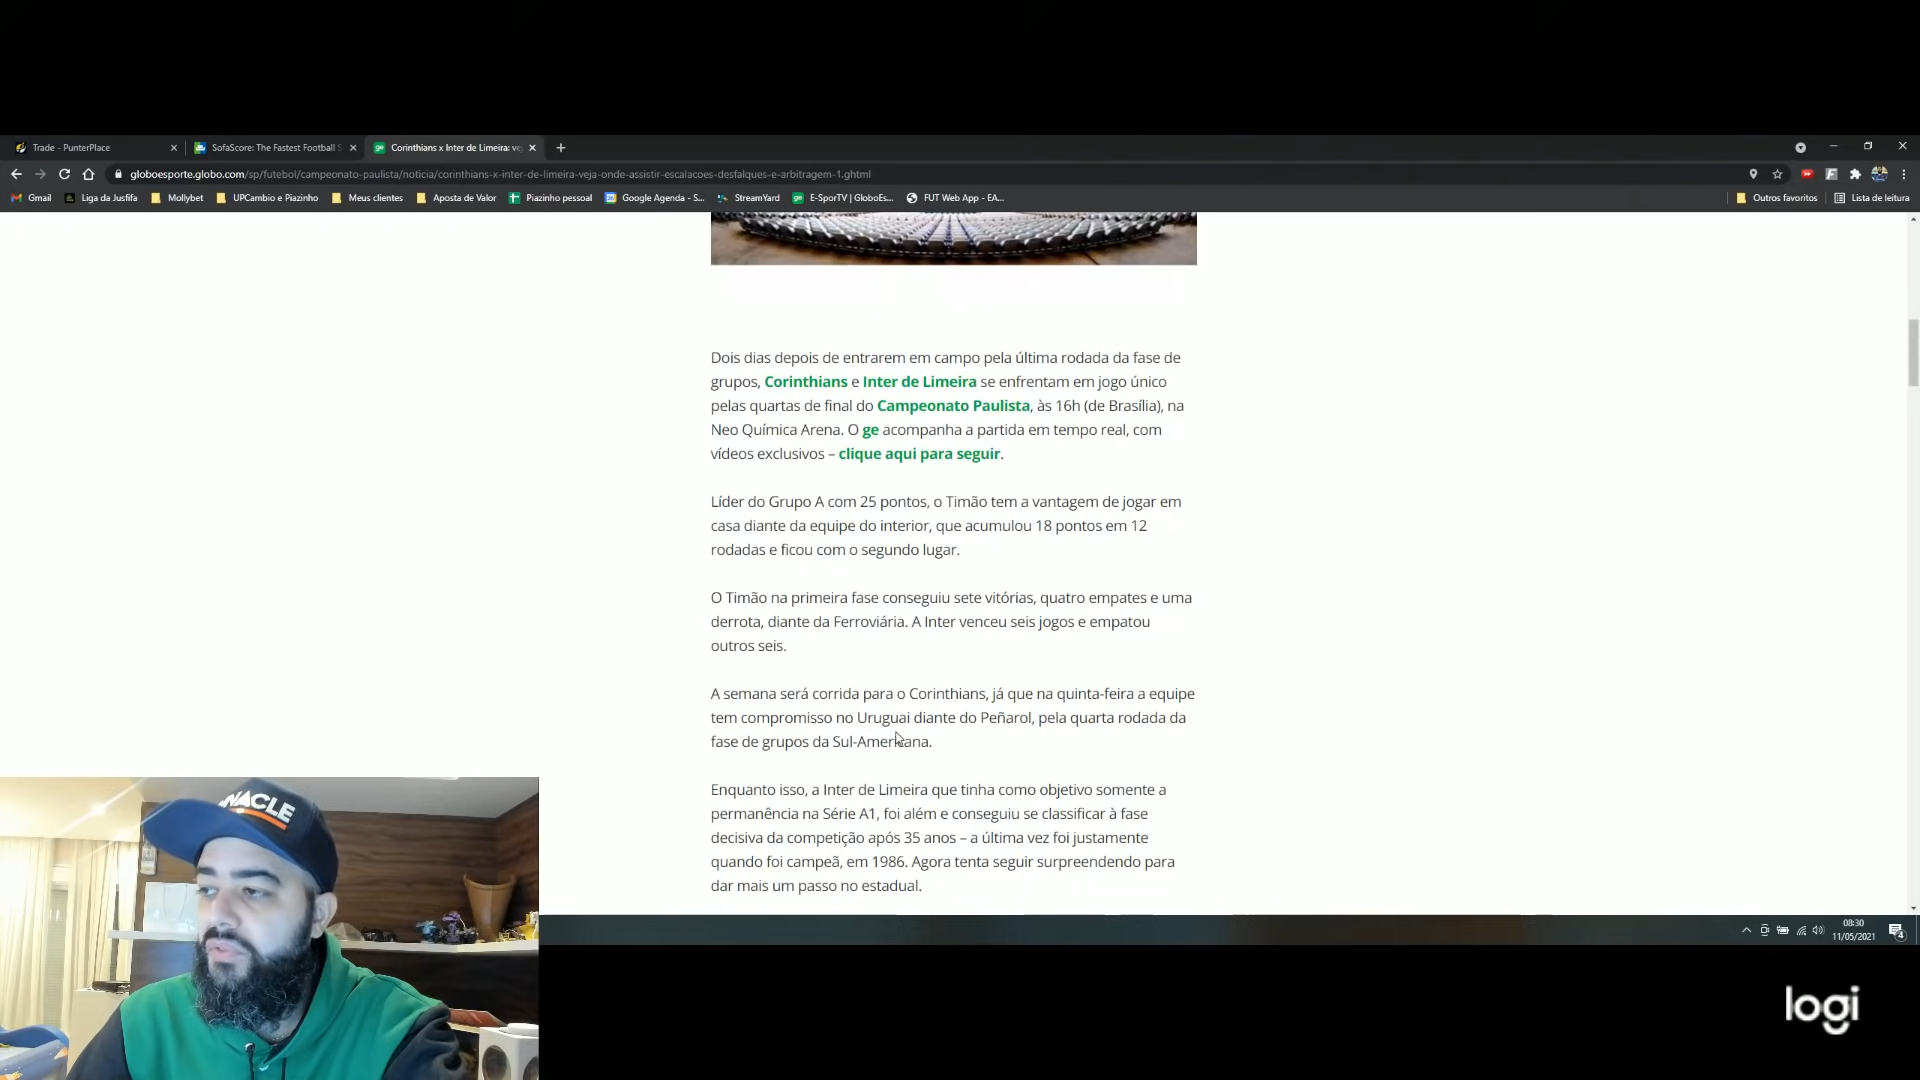 Trade - PunterPlace
SofaScore: The Fastest Football S
Corinthians x Inter de Limeira: ve
globoesporte.globo.com/sp/futebol/campeonato-paulista/noticia/corinthians-x-inter-de-limeira-veja-onde-assistir-escalacoes-desfalques-e-arbitragem-1.ghtml
Gmail Liga da Jusfifa Mollybet UPCambio e Piazinho Meus clientes Aposta de Valor Piazinho pessoal Google Agenda - S... StreamYard E-SporTV | GloboEs... FUT Web App - EA... Outros favoritos Lista de leitura
Dois dias depois de entrarem em campo pela última rodada da fase de
grupos, Corinthians e Inter de Limeira se enfrentam em jogo único
pelas quartas de final do Campeonato Paulista, às 16h (de Brasília), na
Neo Química Arena. O ge acompanha a partida em tempo real, com
vídeos exclusivos – clique aqui para seguir.
Líder do Grupo A com 25 pontos, o Timão tem a vantagem de jogar em
casa diante da equipe do interior, que acumulou 18 pontos em 12
rodadas e ficou com o segundo lugar.
O Timão na primeira fase conseguiu sete vitórias, quatro empates e uma
derrota, diante da Ferroviária. A Inter venceu seis jogos e empatou
outros seis.
A semana será corrida para o Corinthians, já que na quinta-feira a equipe
tem compromisso no Uruguai diante do Peñarol, pela quarta rodada da
fase de grupos da Sul-Americana.
Enquanto isso, a Inter de Limeira que tinha como objetivo somente a
permanência na Série A1, foi além e conseguiu se classificar à fase
decisiva da competição após 35 anos – a última vez foi justamente
quando foi campeã, em 1986. Agora tenta seguir surpreendendo para
dar mais um passo no estadual.
NACLE
08:30
11/05/2021
4
logi